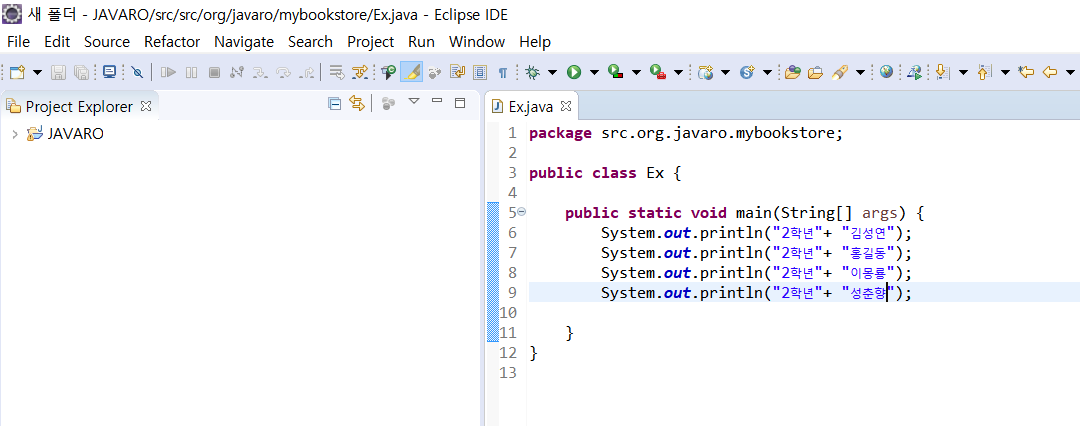 새 폴더 - JAVARO/src/src/org/javaro/mybookstore/Ex.java - Eclipse IDE
File Edit Source Refactor Navigate Search Project Run Window Help
Project Explorer
JAVARO
Ex.java
1 package src.org.javaro.mybookstore;
2
3 public class Ex {
4
5 public static void main(String[] args) {
6 System.out.println("2학년"+ "김성연");
7 System.out.println("2학년"+ "홍길동");
8 System.out.println("2학년"+ "이몽룡");
9 System.out.println("2학년"+ "성춘향");
10
11 }
12 }
13